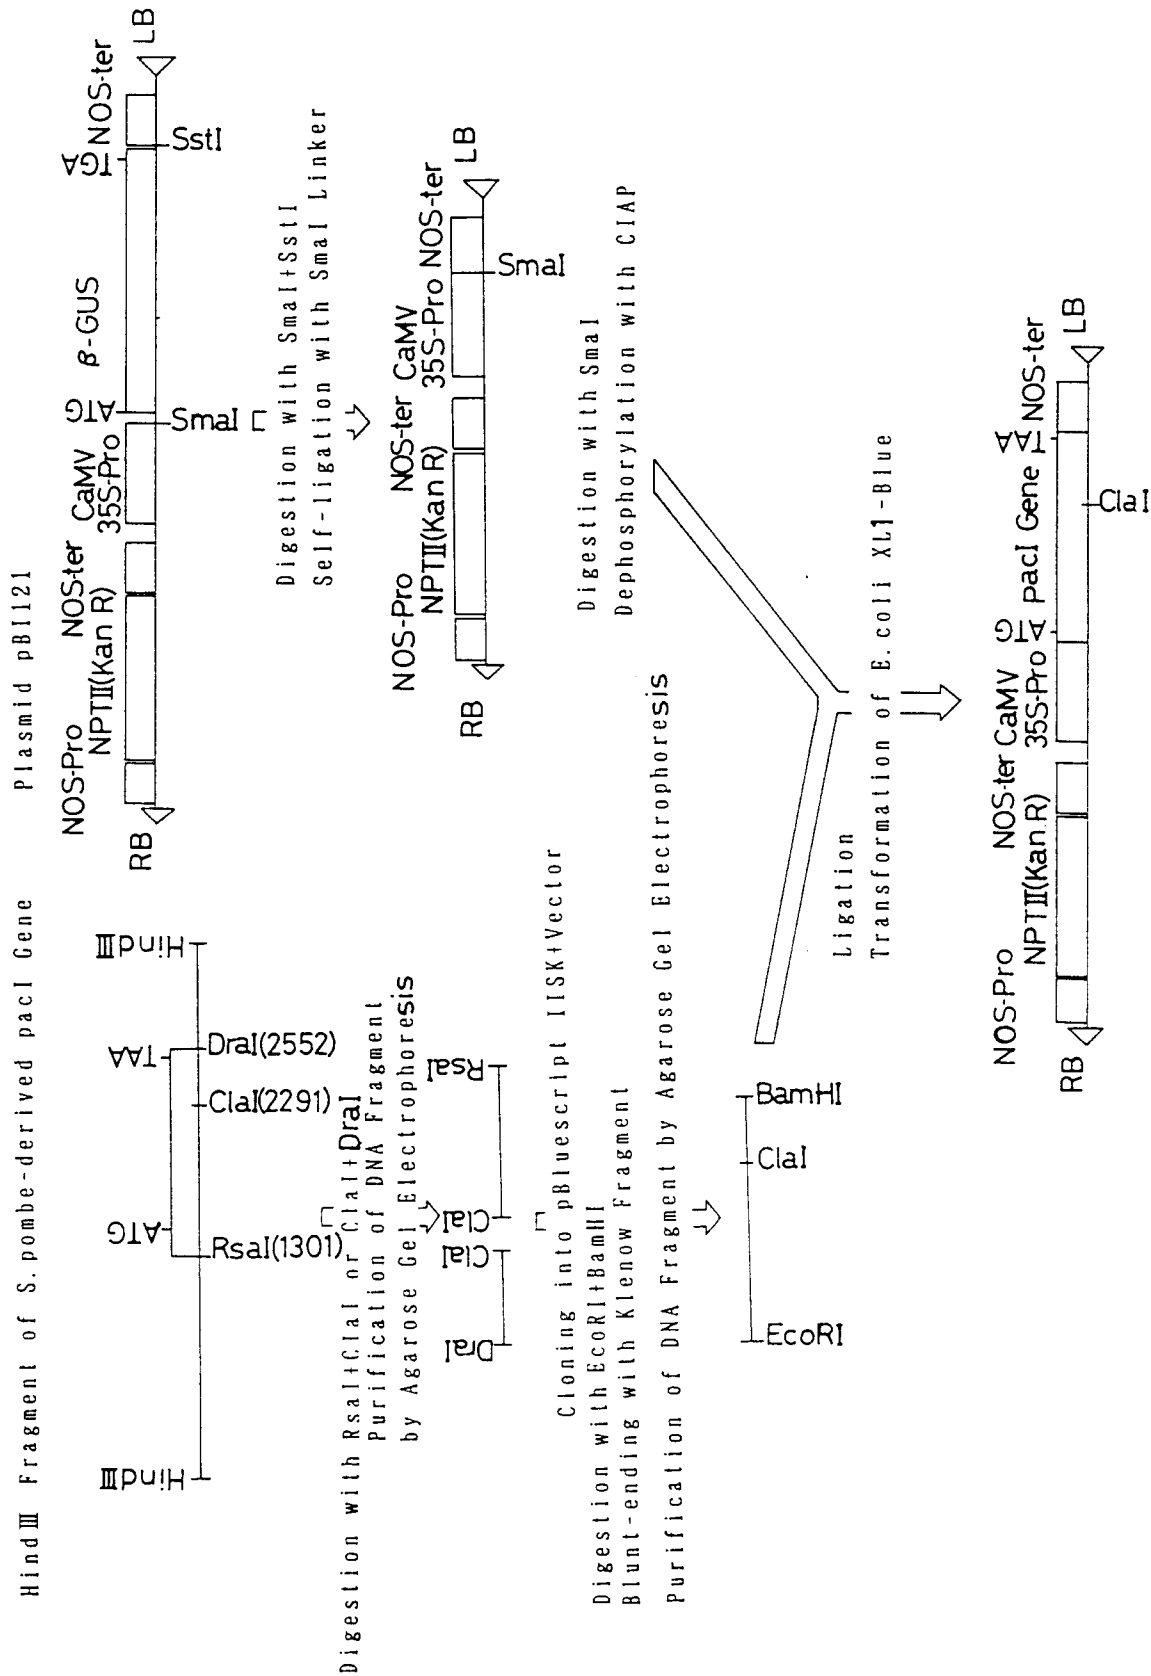 HindIII Fragment of S.pombe-derived pacI Gene
HindIII
ATG
TAA
HindIII
RsaI(1301)
ClaI(2291)
DraI(2552)
Digestion with RsaI+ClaI or ClaI+DraI
Purification of DNA Fragment
by Agarose Gel Electrophoresis
DraI
ClaI
ClaI
RsaI
Cloning into pBluescript IISK+Vector
Digestion with EcoRI+BamHI
Blunt-ending with Klenow Fragment
Purification of DNA Fragment by Agarose Gel Electrophoresis
EcoRI
ClaI
BamHI
Plasmid pBI121
NOS-Pro
NPTII(Kan R)
NOS-ter
CaMV
35S-Pro
ATG
β-GUS
TGA
NOS-ter
RB
LB
SmaI
SstI
Digestion with SmaI+SstI
Self-ligation with SmaI Linker
NOS-Pro
NPTII(Kan R)
NOS-ter
CaMV
35S-Pro
NOS-ter
RB
LB
SmaI
Digestion with SmaI
Dephosphorylation with CIAP
Ligation
Transformation of E.coli XL1-Blue
NOS-Pro
NPTII(Kan R)
NOS-ter
CaMV
35S-Pro
ATG
pacI Gene
TAA
NOS-ter
RB
LB
ClaI